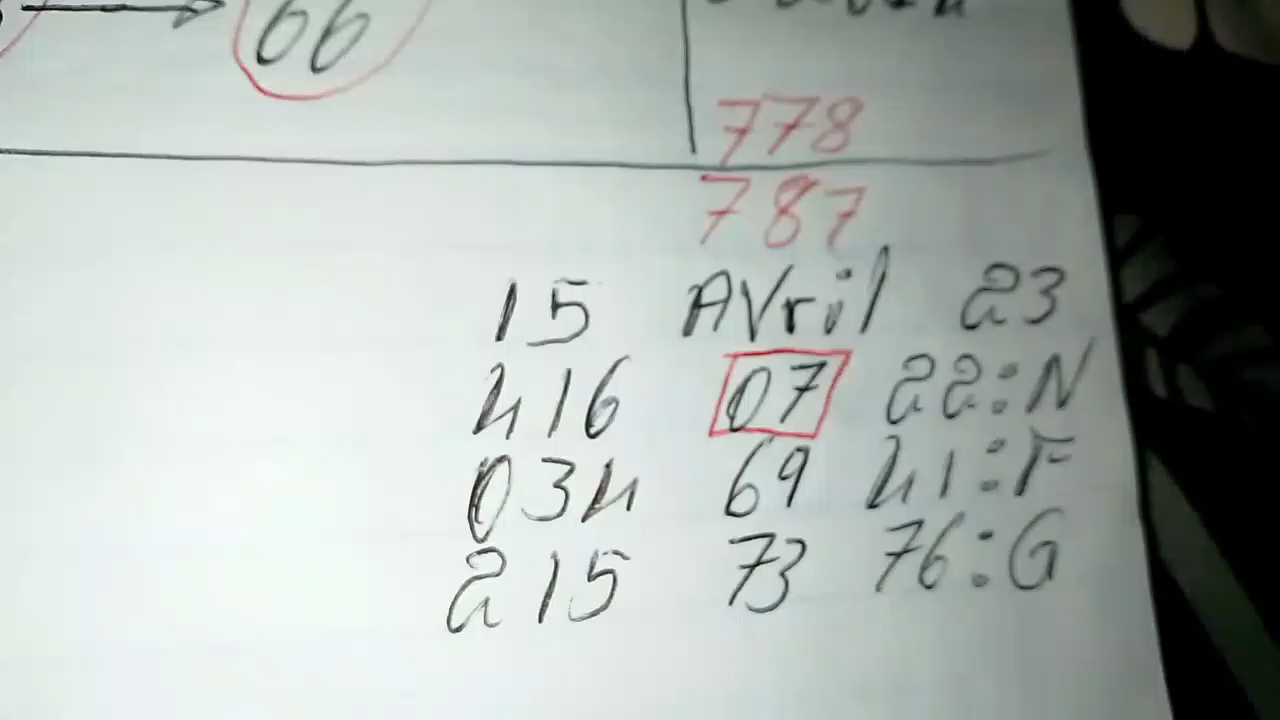 66
778
787
15 Avril 23
416 07 22:N
034 69 41:F
215 73 76:G